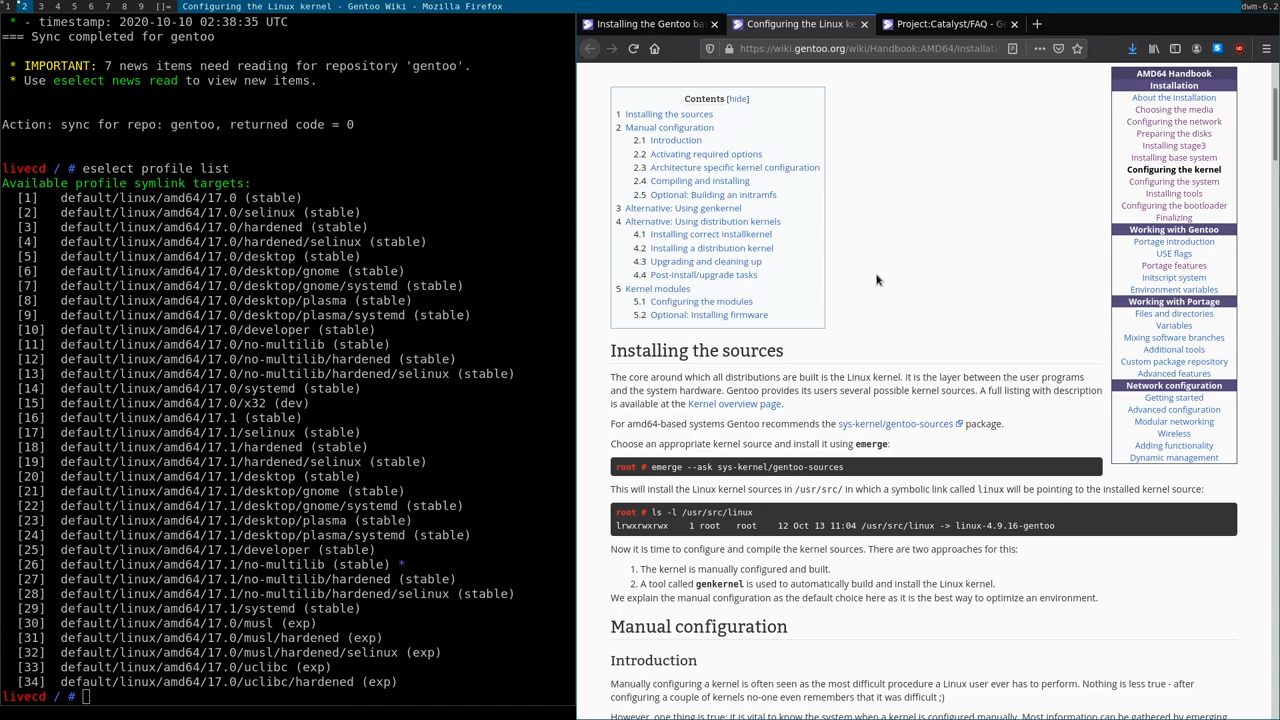 1 2 3 4 5 6 7 8 9 []= Configuring the Linux kernel - Gentoo Wiki - Mozilla Firefox dwm-6.2
* - timestamp: 2020-10-10 02:38:35 UTC
=== Sync completed for gentoo
* IMPORTANT: 7 news items need reading for repository 'gentoo'.
* Use eselect news read to view new items.
Action: sync for repo: gentoo, returned code = 0
livecd / # eselect profile list
Available profile symlink targets:
[1] default/linux/amd64/17.0 (stable)
[2] default/linux/amd64/17.0/selinux (stable)
[3] default/linux/amd64/17.0/hardened (stable)
[4] default/linux/amd64/17.0/hardened/selinux (stable)
[5] default/linux/amd64/17.0/desktop (stable)
[6] default/linux/amd64/17.0/desktop/gnome (stable)
[7] default/linux/amd64/17.0/desktop/gnome/systemd (stable)
[8] default/linux/amd64/17.0/desktop/plasma (stable)
[9] default/linux/amd64/17.0/desktop/plasma/systemd (stable)
[10] default/linux/amd64/17.0/developer (stable)
[11] default/linux/amd64/17.0/no-multilib (stable)
[12] default/linux/amd64/17.0/no-multilib/hardened (stable)
[13] default/linux/amd64/17.0/no-multilib/hardened/selinux (stable)
[14] default/linux/amd64/17.0/systemd (stable)
[15] default/linux/amd64/17.0/x32 (dev)
[16] default/linux/amd64/17.1 (stable)
[17] default/linux/amd64/17.1/selinux (stable)
[18] default/linux/amd64/17.1/hardened (stable)
[19] default/linux/amd64/17.1/hardened/selinux (stable)
[20] default/linux/amd64/17.1/desktop (stable)
[21] default/linux/amd64/17.1/desktop/gnome (stable)
[22] default/linux/amd64/17.1/desktop/gnome/systemd (stable)
[23] default/linux/amd64/17.1/desktop/plasma (stable)
[24] default/linux/amd64/17.1/desktop/plasma/systemd (stable)
[25] default/linux/amd64/17.1/developer (stable)
[26] default/linux/amd64/17.1/no-multilib (stable) *
[27] default/linux/amd64/17.1/no-multilib/hardened (stable)
[28] default/linux/amd64/17.1/no-multilib/hardened/selinux (stable)
[29] default/linux/amd64/17.1/systemd (stable)
[30] default/linux/amd64/17.0/musl (exp)
[31] default/linux/amd64/17.0/musl/hardened (exp)
[32] default/linux/amd64/17.0/musl/hardened/selinux (exp)
[33] default/linux/amd64/17.0/uclibc (exp)
[34] default/linux/amd64/17.0/uclibc/hardened (exp)
livecd / #
Installing the Gentoo ba
Configuring the Linux ke
Project:Catalyst/FAQ - Ge
https://wiki.gentoo.org/wiki/Handbook:AMD64/Installati
Contents [hide]
1 Installing the sources
2 Manual configuration
2.1 Introduction
2.2 Activating required options
2.3 Architecture specific kernel configuration
2.4 Compiling and installing
2.5 Optional: Building an initramfs
3 Alternative: Using genkernel
4 Alternative: Using distribution kernels
4.1 Installing correct installkernel
4.2 Installing a distribution kernel
4.3 Upgrading and cleaning up
4.4 Post-install/upgrade tasks
5 Kernel modules
5.1 Configuring the modules
5.2 Optional: Installing firmware
AMD64 Handbook
Installation
About the installation
Choosing the media
Configuring the network
Preparing the disks
Installing stage3
Installing base system
Configuring the kernel
Configuring the system
Installing tools
Configuring the bootloader
Finalizing
Working with Gentoo
Portage introduction
USE flags
Portage features
Initscript system
Environment variables
Working with Portage
Files and directories
Variables
Mixing software branches
Additional tools
Custom package repository
Advanced features
Network configuration
Getting started
Advanced configuration
Modular networking
Wireless
Adding functionality
Dynamic management
Installing the sources
The core around which all distributions are built is the Linux kernel. It is the layer between the user programs
and the system hardware. Gentoo provides its users several possible kernel sources. A full listing with description
is available at the Kernel overview page.
For amd64-based systems Gentoo recommends the sys-kernel/gentoo-sources package.
Choose an appropriate kernel source and install it using emerge:
root # emerge --ask sys-kernel/gentoo-sources
This will install the Linux kernel sources in /usr/src/ in which a symbolic link called linux will be pointing to the installed kernel source:
root # ls -l /usr/src/linux
lrwxrwxrwx 1 root root 12 Oct 13 11:04 /usr/src/linux -> linux-4.9.16-gentoo
Now it is time to configure and compile the kernel sources. There are two approaches for this:
1. The kernel is manually configured and built.
2. A tool called genkernel is used to automatically build and install the Linux kernel.
We explain the manual configuration as the default choice here as it is the best way to optimize an environment.
Manual configuration
Introduction
Manually configuring a kernel is often seen as the most difficult procedure a Linux user ever has to perform. Nothing is less true - after
configuring a couple of kernels no-one even remembers that it was difficult ;)
However, one thing is true: it is vital to know the system when a kernel is configured manually. Most information can be gathered by emerging